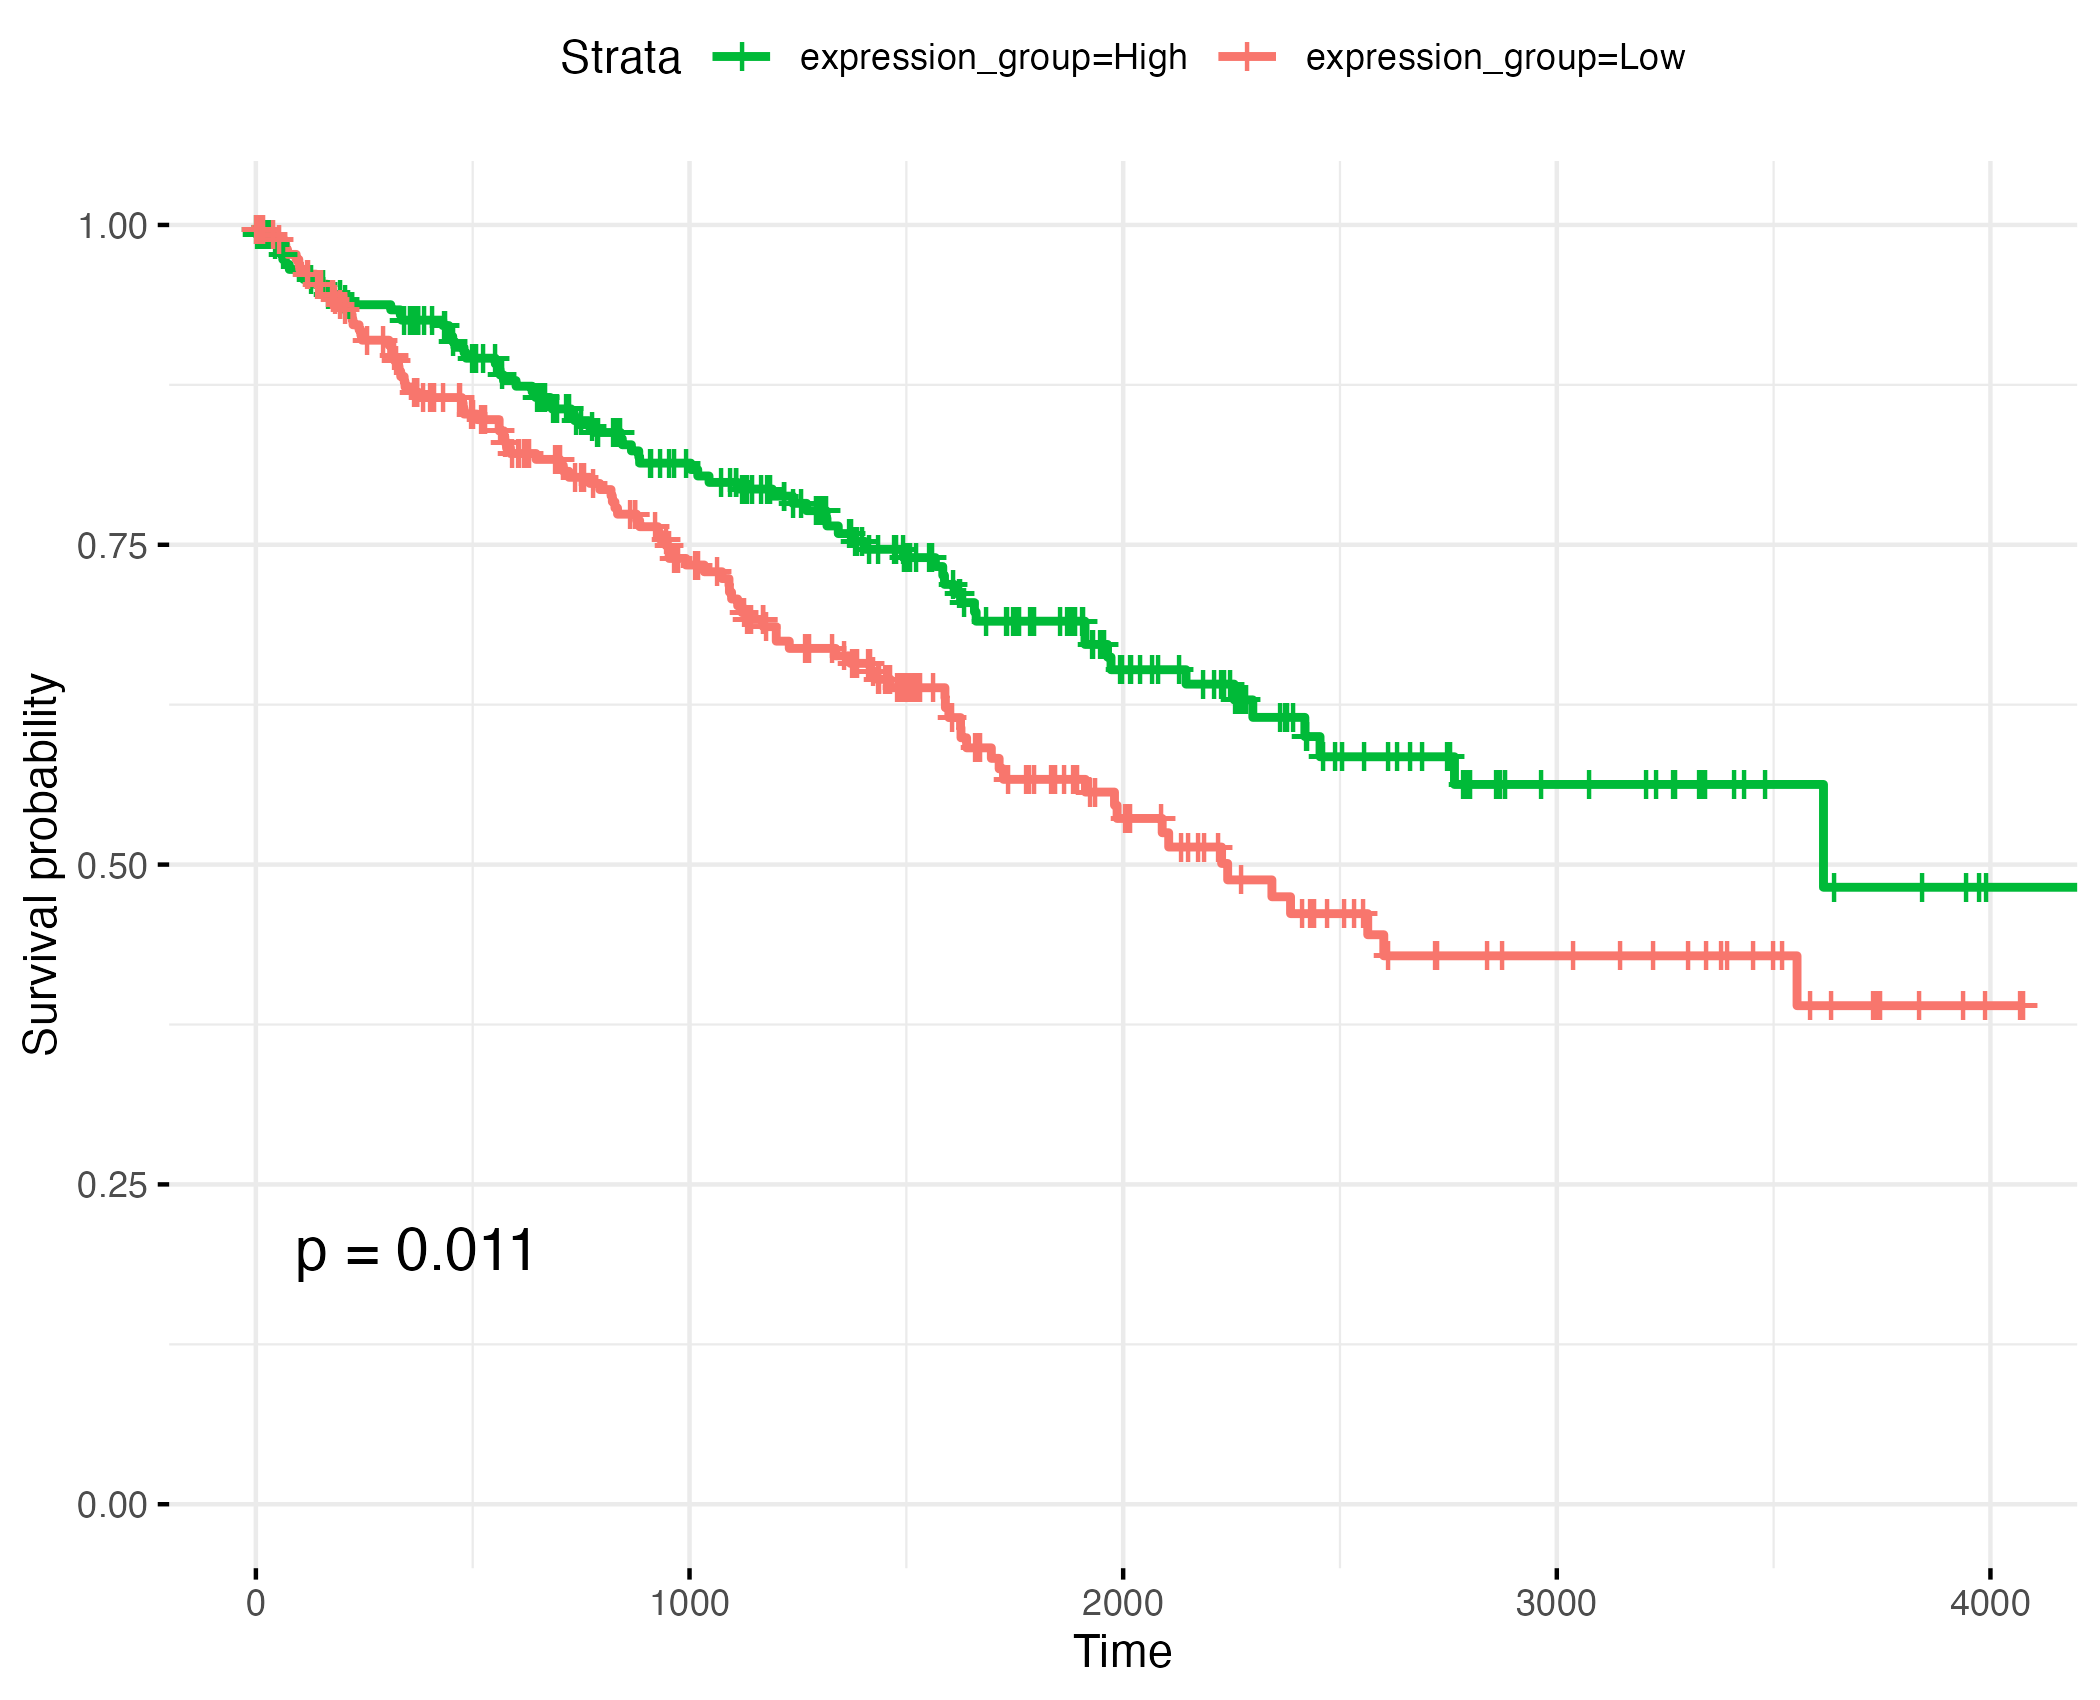 Strata expression_group=High expression_group=Low
Survival probability
1.00
0.75
0.50
0.25
0.00
p = 0.011
0 1000 2000 3000 4000
Time